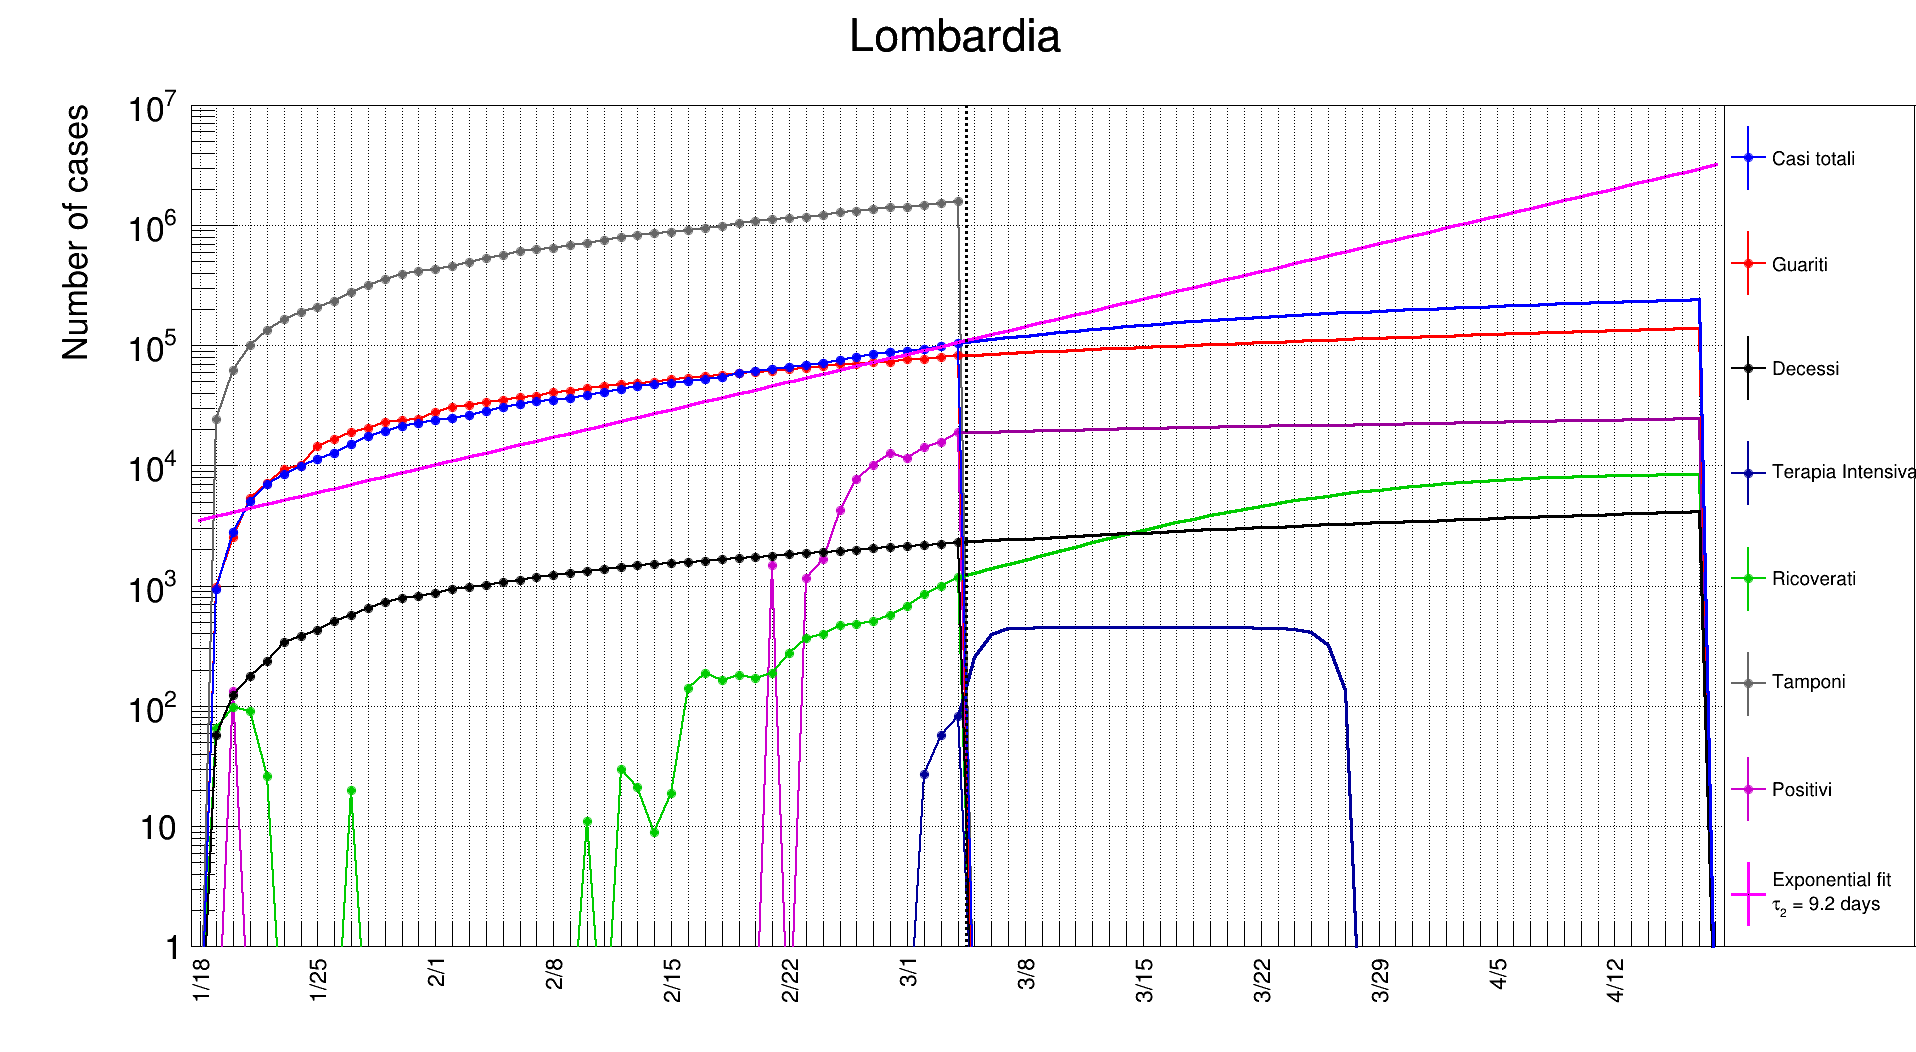 Lombardia
Number of cases
10^7
10^6
10^5
10^4
10^3
10^2
10
1
1/18
1/25
2/1
2/8
2/15
2/22
3/1
3/8
3/15
3/22
3/29
4/5
4/12
Casi totali
Guariti
Decessi
Terapia Intensiva
Ricoverati
Tamponi
Positivi
Exponential fit
τ₂ = 9.2 days